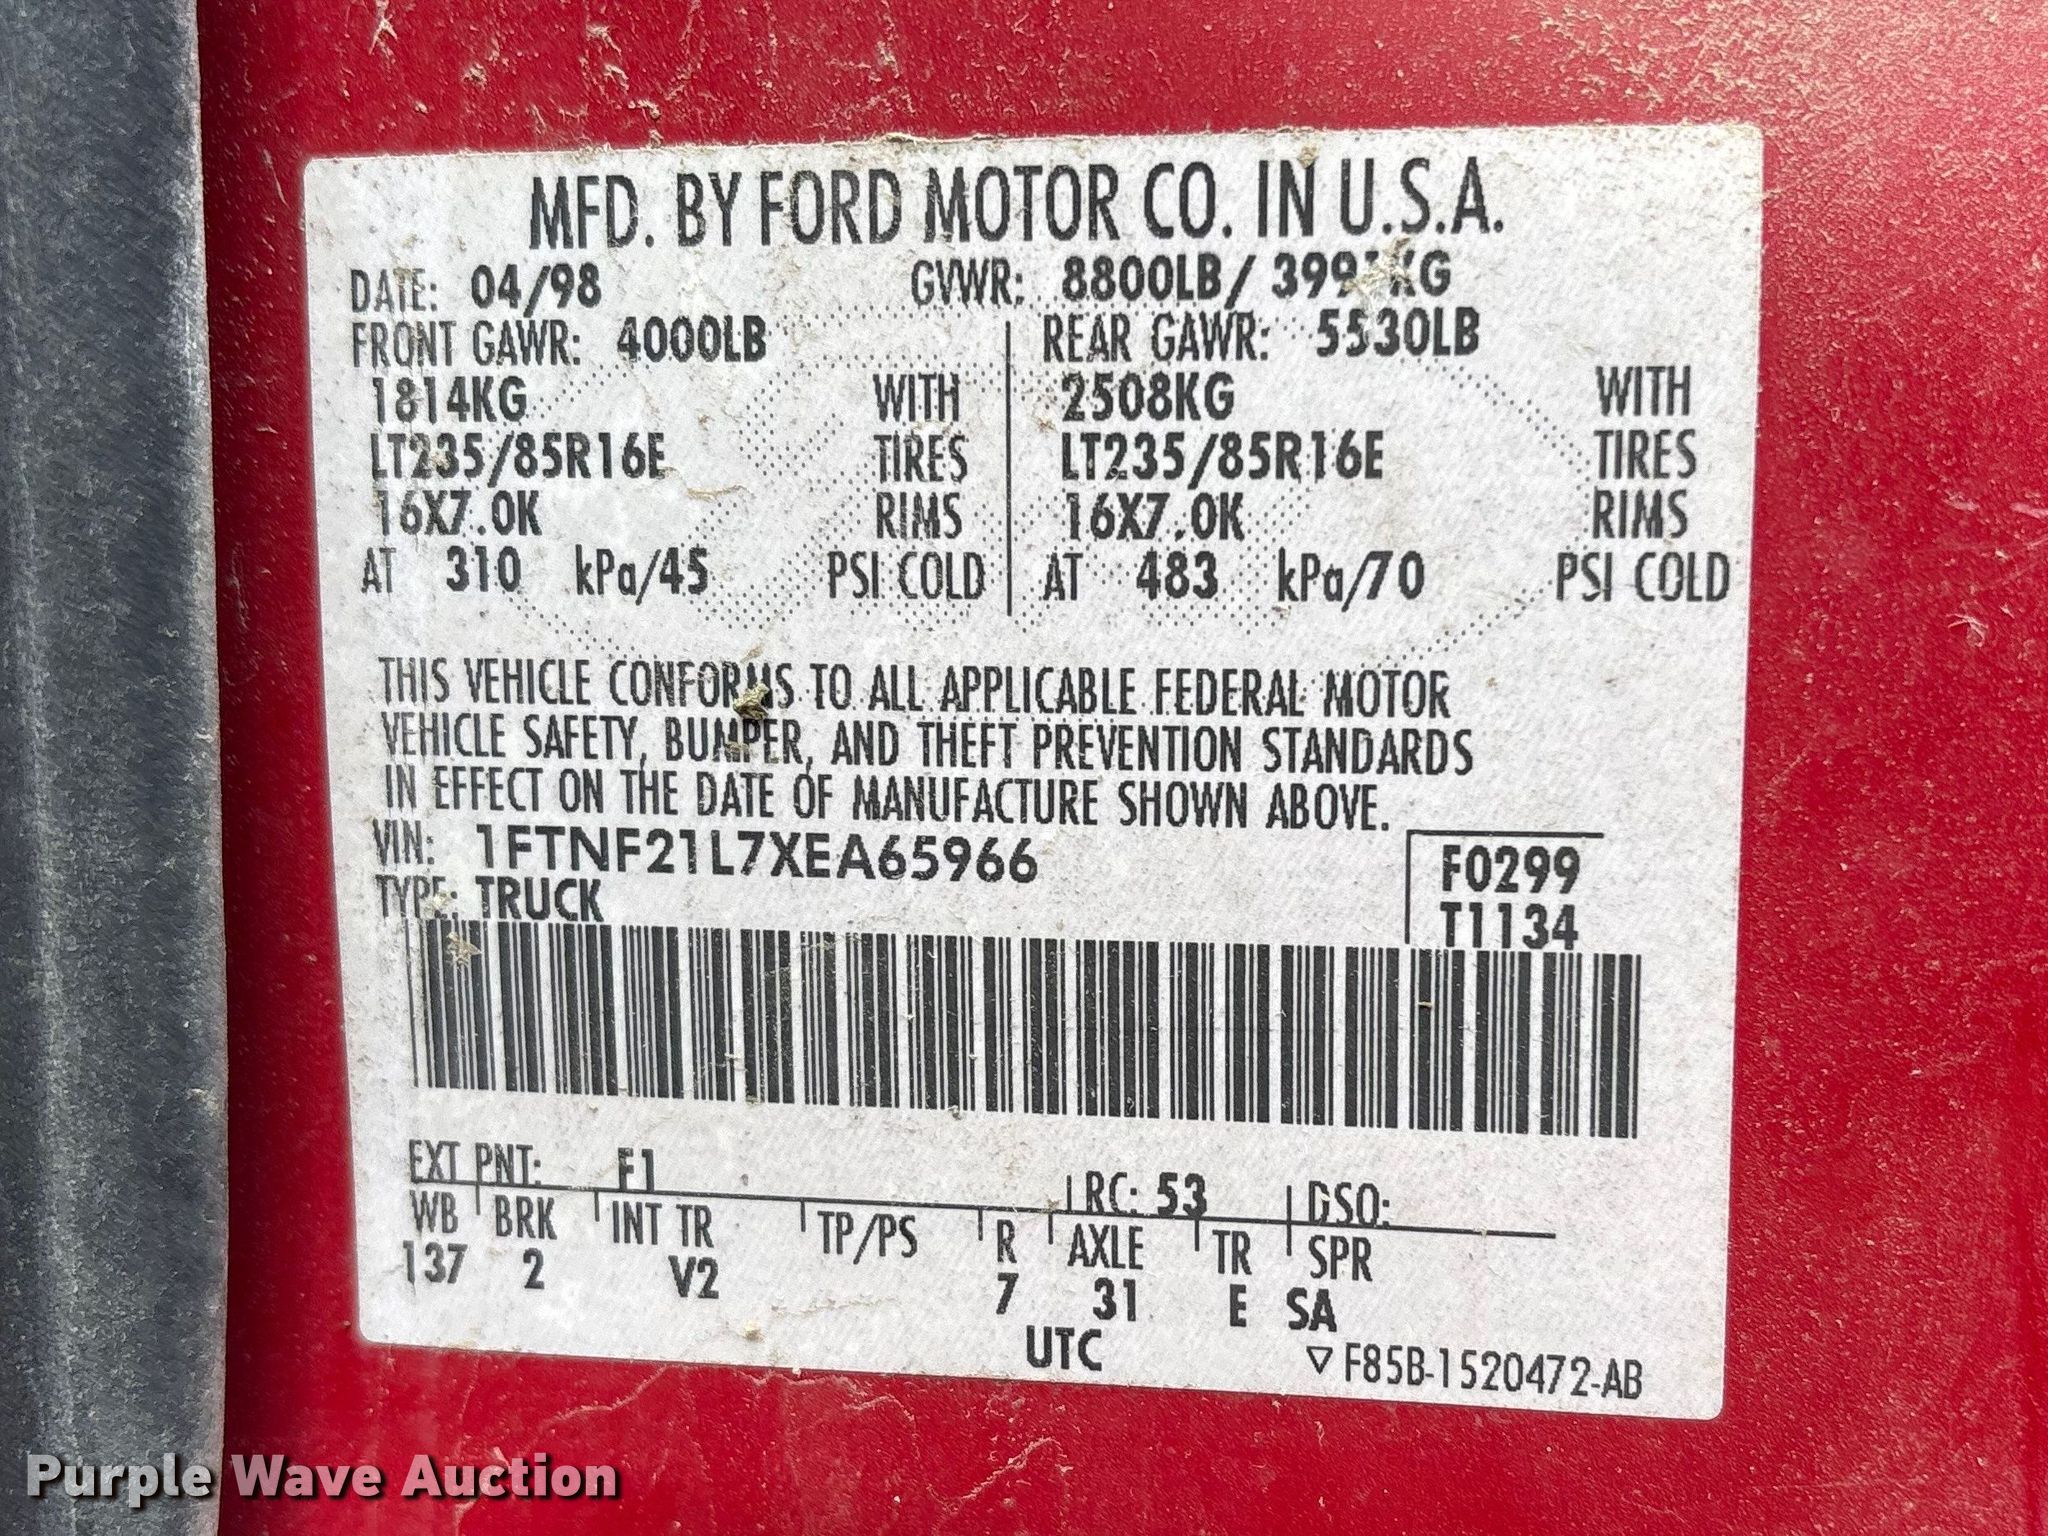 MFD. BY FORD MOTOR CO. IN U.S.A.
DATE: 04/98 GVWR: 8800LB/ 3991KG
FRONT GAWR: 4000LB REAR GAWR: 5530LB
1814KG WITH 2508KG WITH
LT235/85R16E TIRES LT235/85R16E TIRES
16X7.0K RIMS 16X7.0K RIMS
AT 310 kPa/45 PSI COLD AT 483 kPa/70 PSI COLD
THIS VEHICLE CONFORMS TO ALL APPLICABLE FEDERAL MOTOR
VEHICLE SAFETY, BUMPER, AND THEFT PREVENTION STANDARDS
IN EFFECT ON THE DATE OF MANUFACTURE SHOWN ABOVE.
VIN: 1FTNF21L7XEA65966
F0299
TYPE: TRUCK
T1134
EXT PNT: F1 RC: 53 DSO:
WB BRK INT TR TP/PS R AXLE TR SPR
137 2 V2 7 31 E SA
UTC
▽ F85B-1520472-AB
Purple Wave Auction